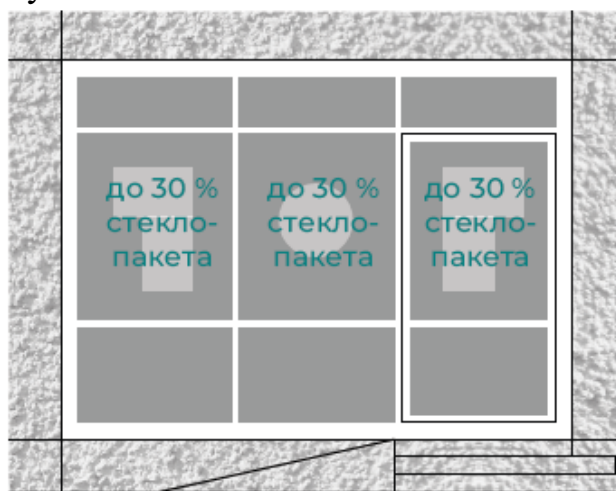 до 30 %
стекло-
пакета
до 30 %
стекло-
пакета
до 30 %
стекло-
пакета